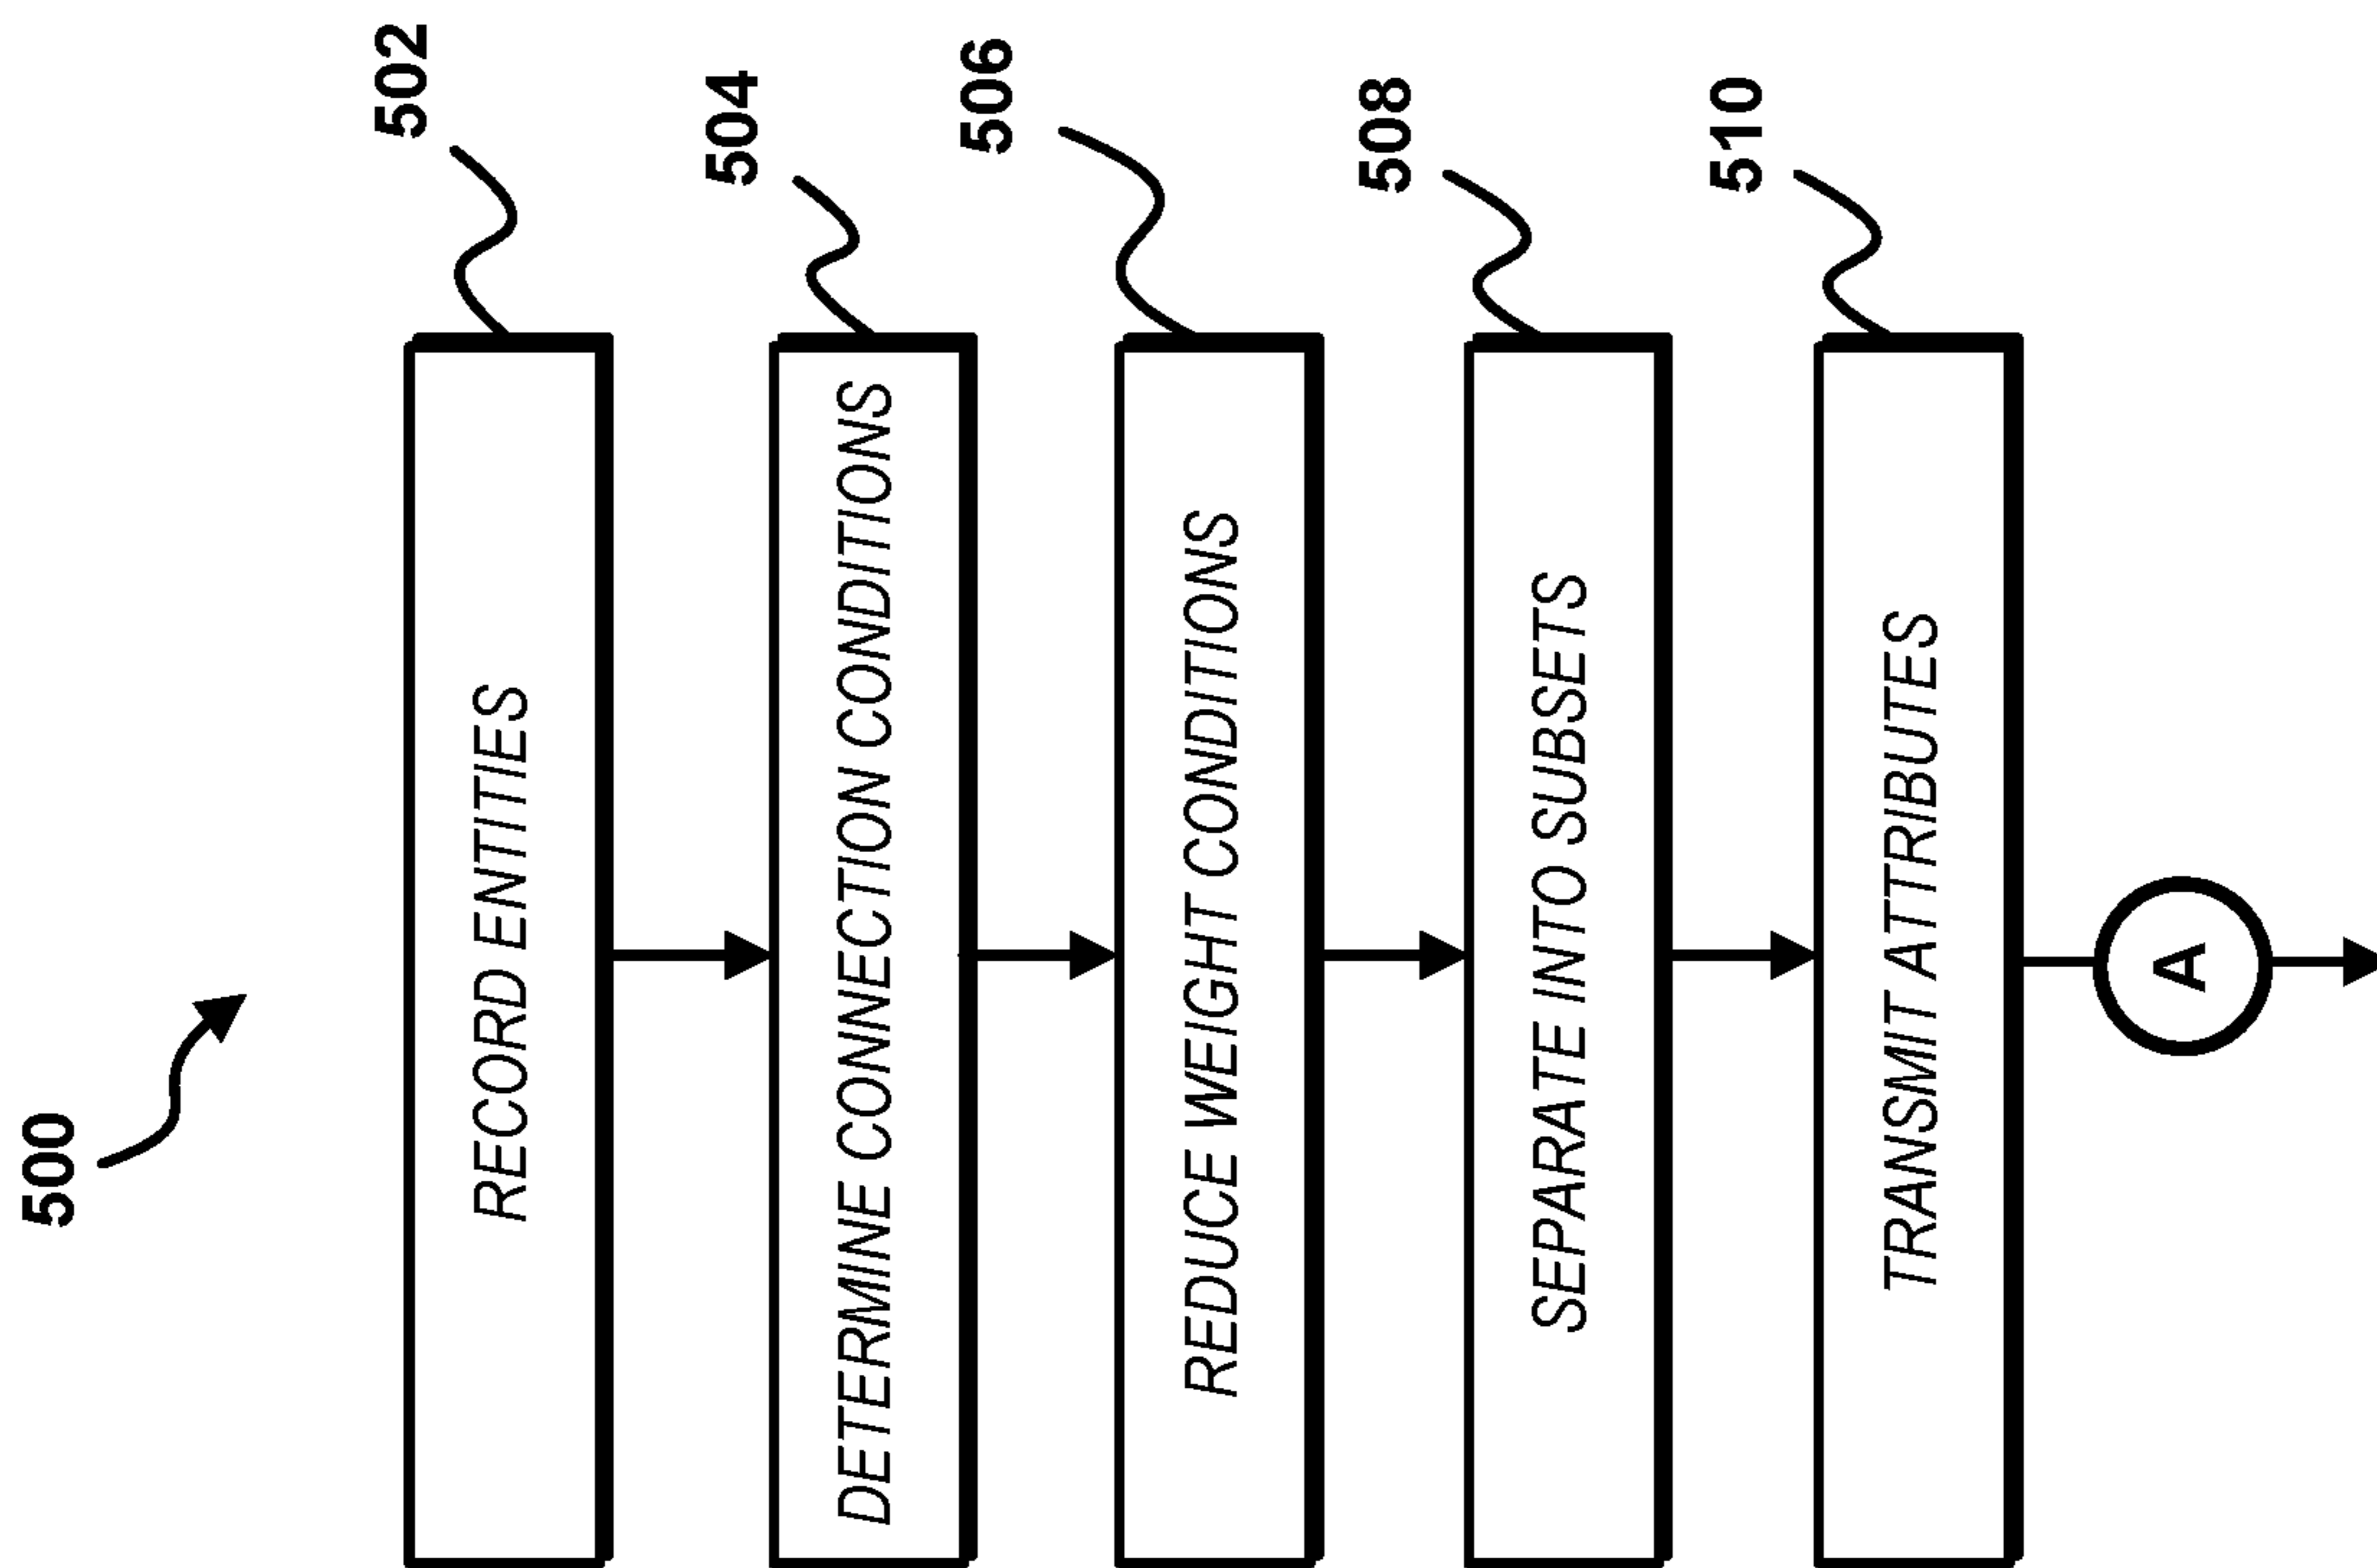 500
502
RECORD ENTITIES
504
DETERMINE CONNECTION CONDITIONS
506
REDUCE WEIGHT CONDITIONS
508
SEPARATE INTO SUBSETS
510
TRANSMIT ATTRIBUTES
A